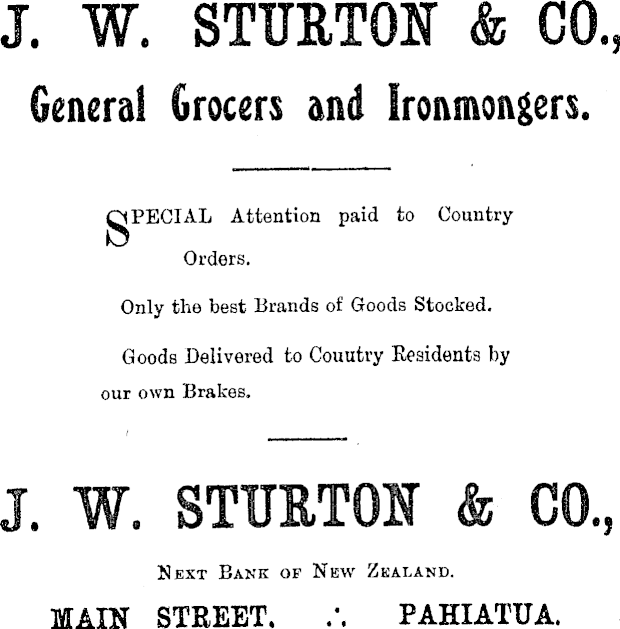 J. W. STURTON & CO.,
General Grocers and Ironmongers.
SPECIAL Attention paid to Country
Orders.
Only the best Brands of Goods Stocked.
Goods Delivered to Couutry Residents by
our own Brakes.
J. W. STURTON & CO.,
NEXT BANK OF NEW ZEALAND.
MAIN STREET, ∴ PAHIATUA.